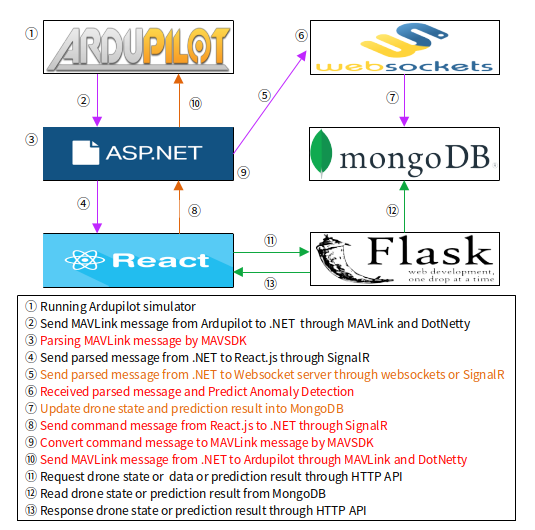 ① ARDUPILOT
⑥ websockets
② ⑩ ⑤ ⑦
③ ASP.NET
mongoDB
⑨
④ ⑧ ⑫
React
⑪
Flask
web development,
one drop at a time
⑬
① Running Ardupilot simulator
② Send MAVLink message from Ardupilot to .NET through MAVLink and DotNetty
③ Parsing MAVLink message by MAVSDK
④ Send parsed message from .NET to React.js through SignalR
⑤ Send parsed message from .NET to Websocket server through websockets or SignalR
⑥ Received parsed message and Predict Anomaly Detection
⑦ Update drone state and prediction result into MongoDB
⑧ Send command message from React.js to .NET through SignalR
⑨ Convert command message to MAVLink message by MAVSDK
⑩ Send MAVLink message from .NET to Ardupilot through MAVLink and DotNetty
⑪ Request drone state or data or prediction result through HTTP API
⑫ Read drone state or prediction result from MongoDB
⑬ Response drone state or prediction result through HTTP API